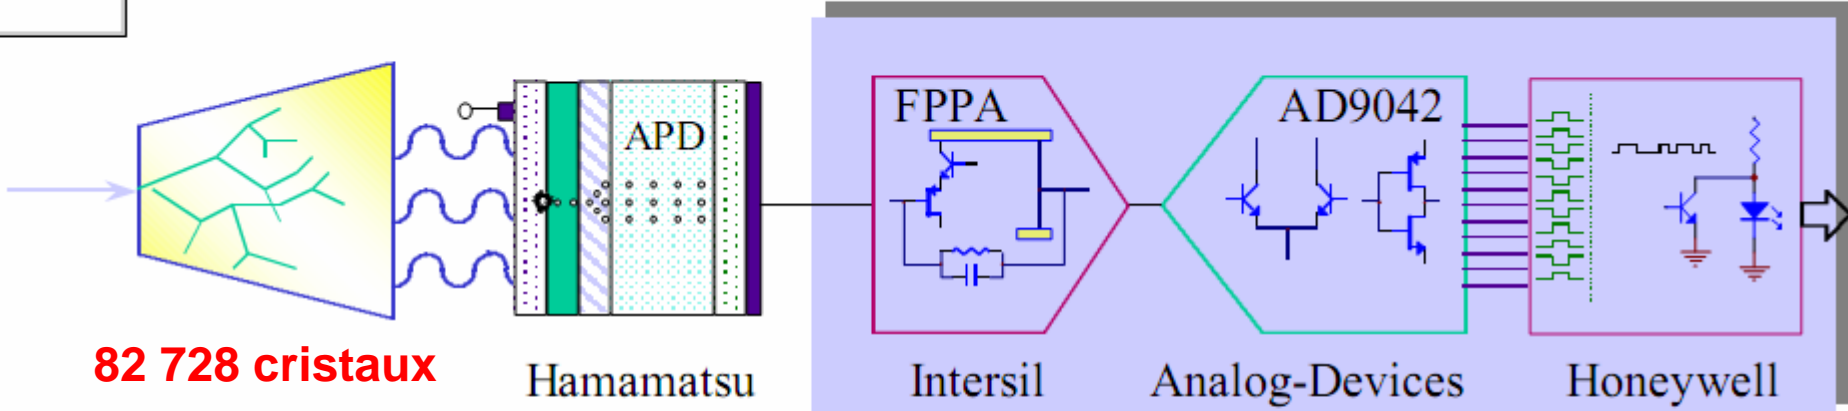 APD
FPPA
AD9042
82 728 cristaux
Hamamatsu
Intersil
Analog-Devices
Honeywell